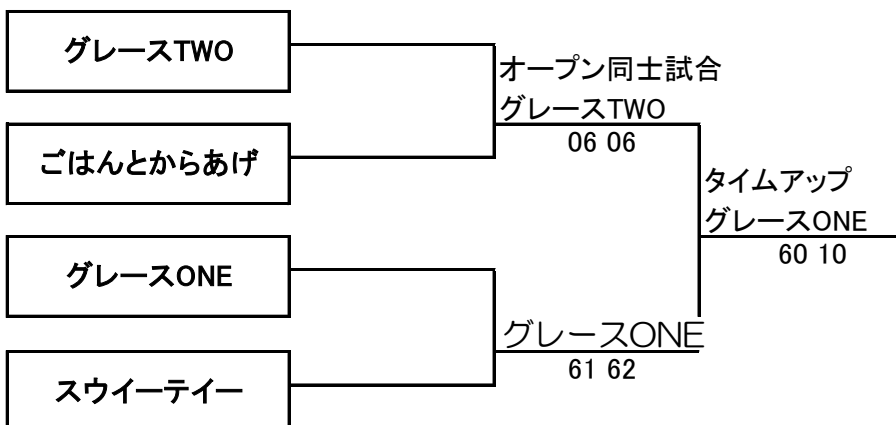 グレースTWO
オープン同士試合
グレースTWO
06 06
ごはんとからあげ
タイムアップ
グレースONE
60 10
グレースONE
グレースONE
61 62
スウイーテイー